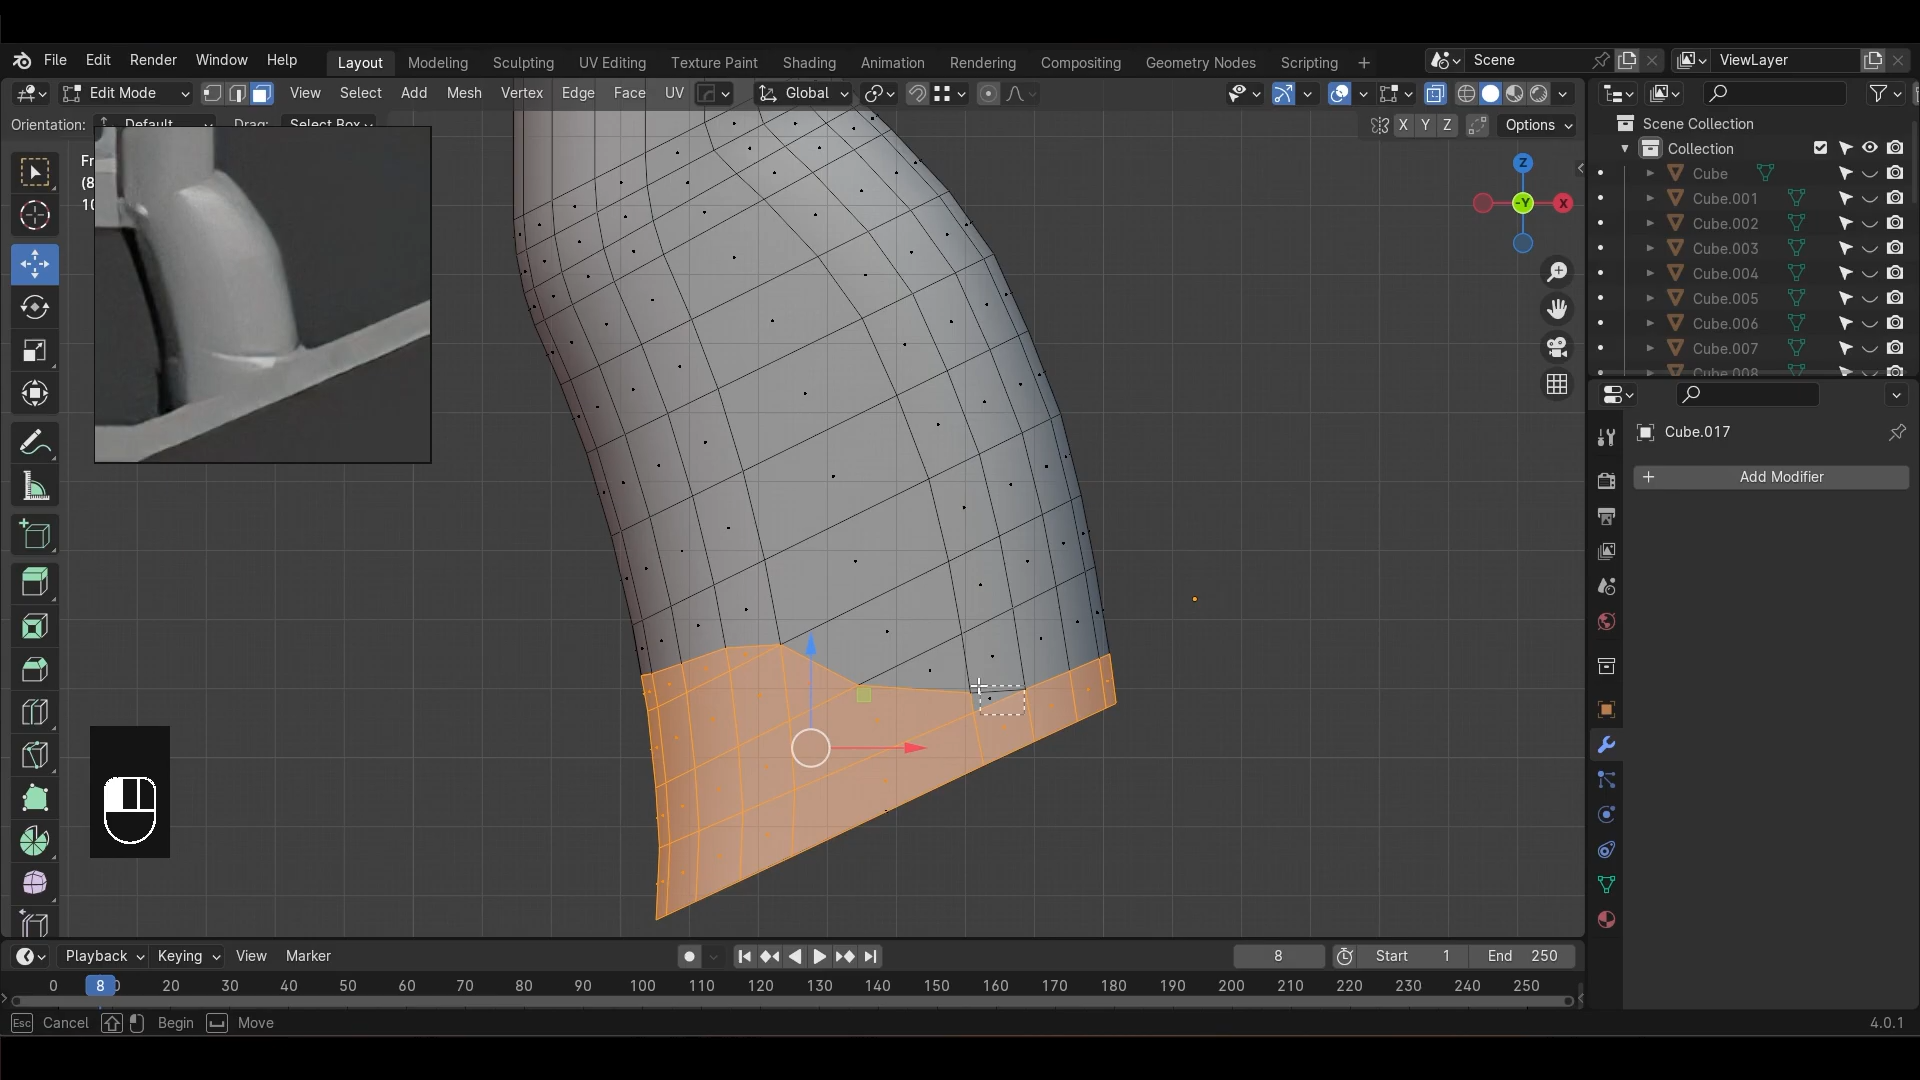 File Edit Render Window Help Layout Modeling Sculpting UV Editing Texture Paint Shading Animation Rendering Compositing Geometry Nodes Scripting + Scene ViewLayer
Edit Mode View Select Add Mesh Vertex Edge Face UV Global
Orientation: Default Drag: Select Box X Y Z Options
Fr
(8
10
Z
-Y
X
Scene Collection
Collection
Cube
Cube.001
Cube.002
Cube.003
Cube.004
Cube.005
Cube.006
Cube.007
Cube.008
Cube.017
Add Modifier
Playback Keying View Marker 8 Start 1 End 250
0 8 20 30 40 50 60 70 80 90 100 110 120 130 140 150 160 170 180 190 200 210 220 230 240 250
Esc Cancel Begin Move 4.0.1